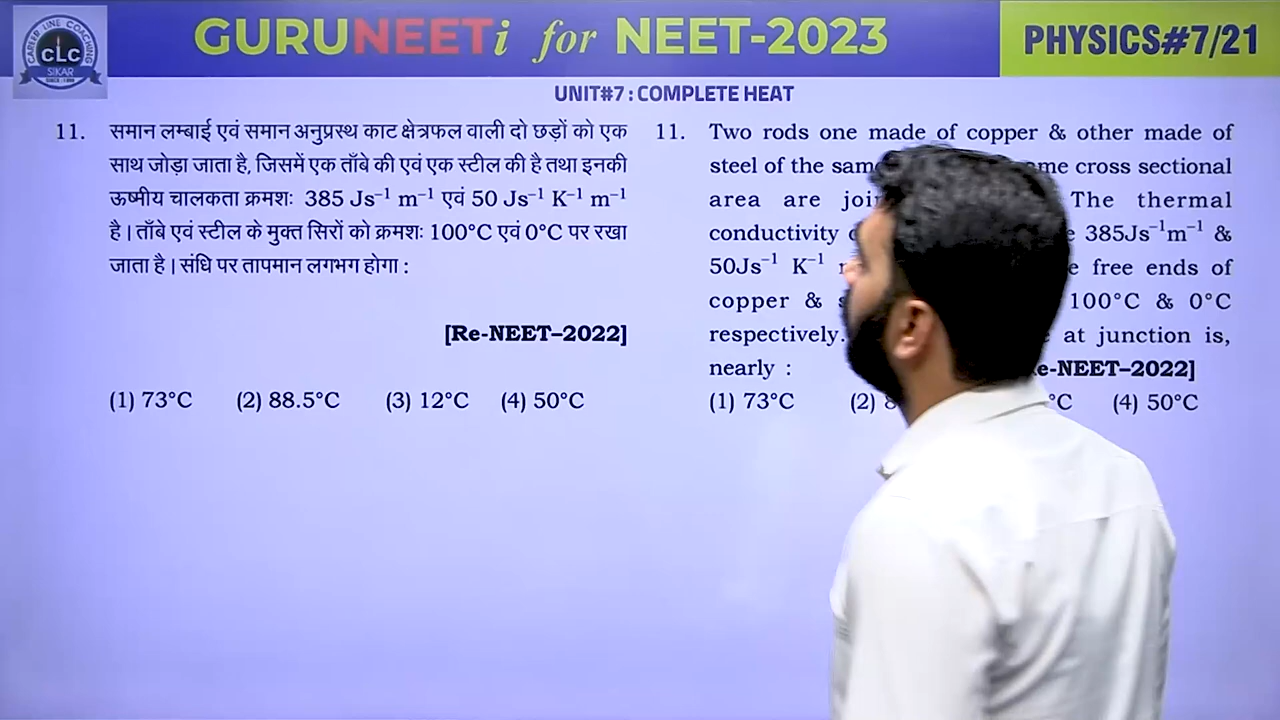 CAREER LINE COACHING
CLC
SIKAR
GURUNEETi for NEET-2023
PHYSICS#7/21
UNIT#7 : COMPLETE HEAT
11. समान लम्बाई एवं समान अनुप्रस्थ काट क्षेत्रफल वाली दो छड़ों को एक
साथ जोड़ा जाता है, जिसमें एक ताँबे की एवं एक स्टील की है तथा इनकी
ऊष्मीय चालकता क्रमशः 385 Js⁻¹ m⁻¹ एवं 50 Js⁻¹ K⁻¹ m⁻¹
है। ताँबे एवं स्टील के मुक्त सिरों को क्रमशः 100°C एवं 0°C पर रखा
जाता है। संधि पर तापमान लगभग होगा :
[Re-NEET–2022]
(1) 73°C (2) 88.5°C (3) 12°C (4) 50°C
11. Two rods one made of copper & other made of
steel of the same cross sectional
area are The thermal
conductivity 385Js⁻¹m⁻¹ &
50Js⁻¹ K⁻¹ free ends of
copper & 100°C & 0°C
respectively. at junction is,
nearly : Re-NEET–2022]
(1) 73°C (2) (4) 50°C